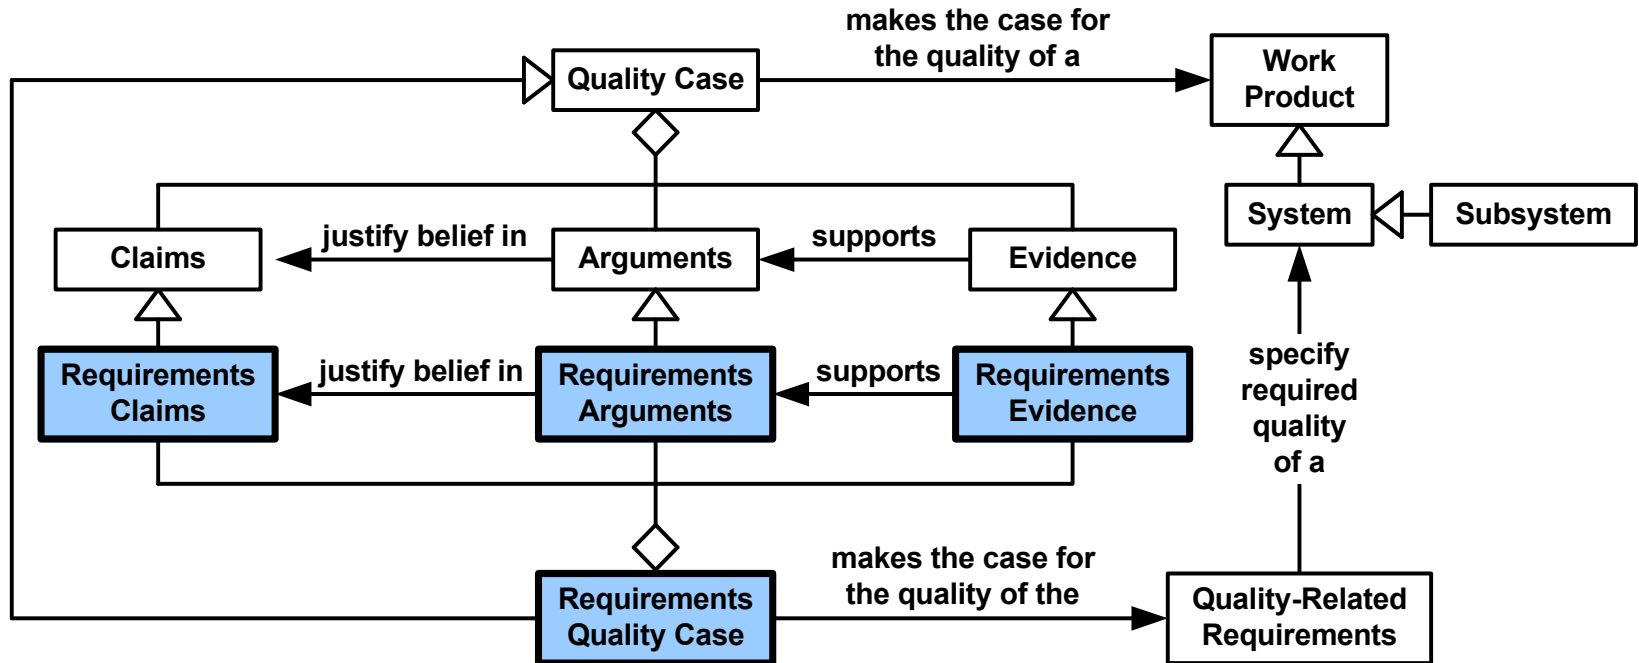 makes the case for
the quality of a
Quality Case
Work
Product
System
Subsystem
Claims
justify belief in
Arguments
supports
Evidence
Requirements
Claims
justify belief in
Requirements
Arguments
supports
Requirements
Evidence
specify
required
quality
of a
Requirements
Quality Case
makes the case for
the quality of the
Quality-Related
Requirements